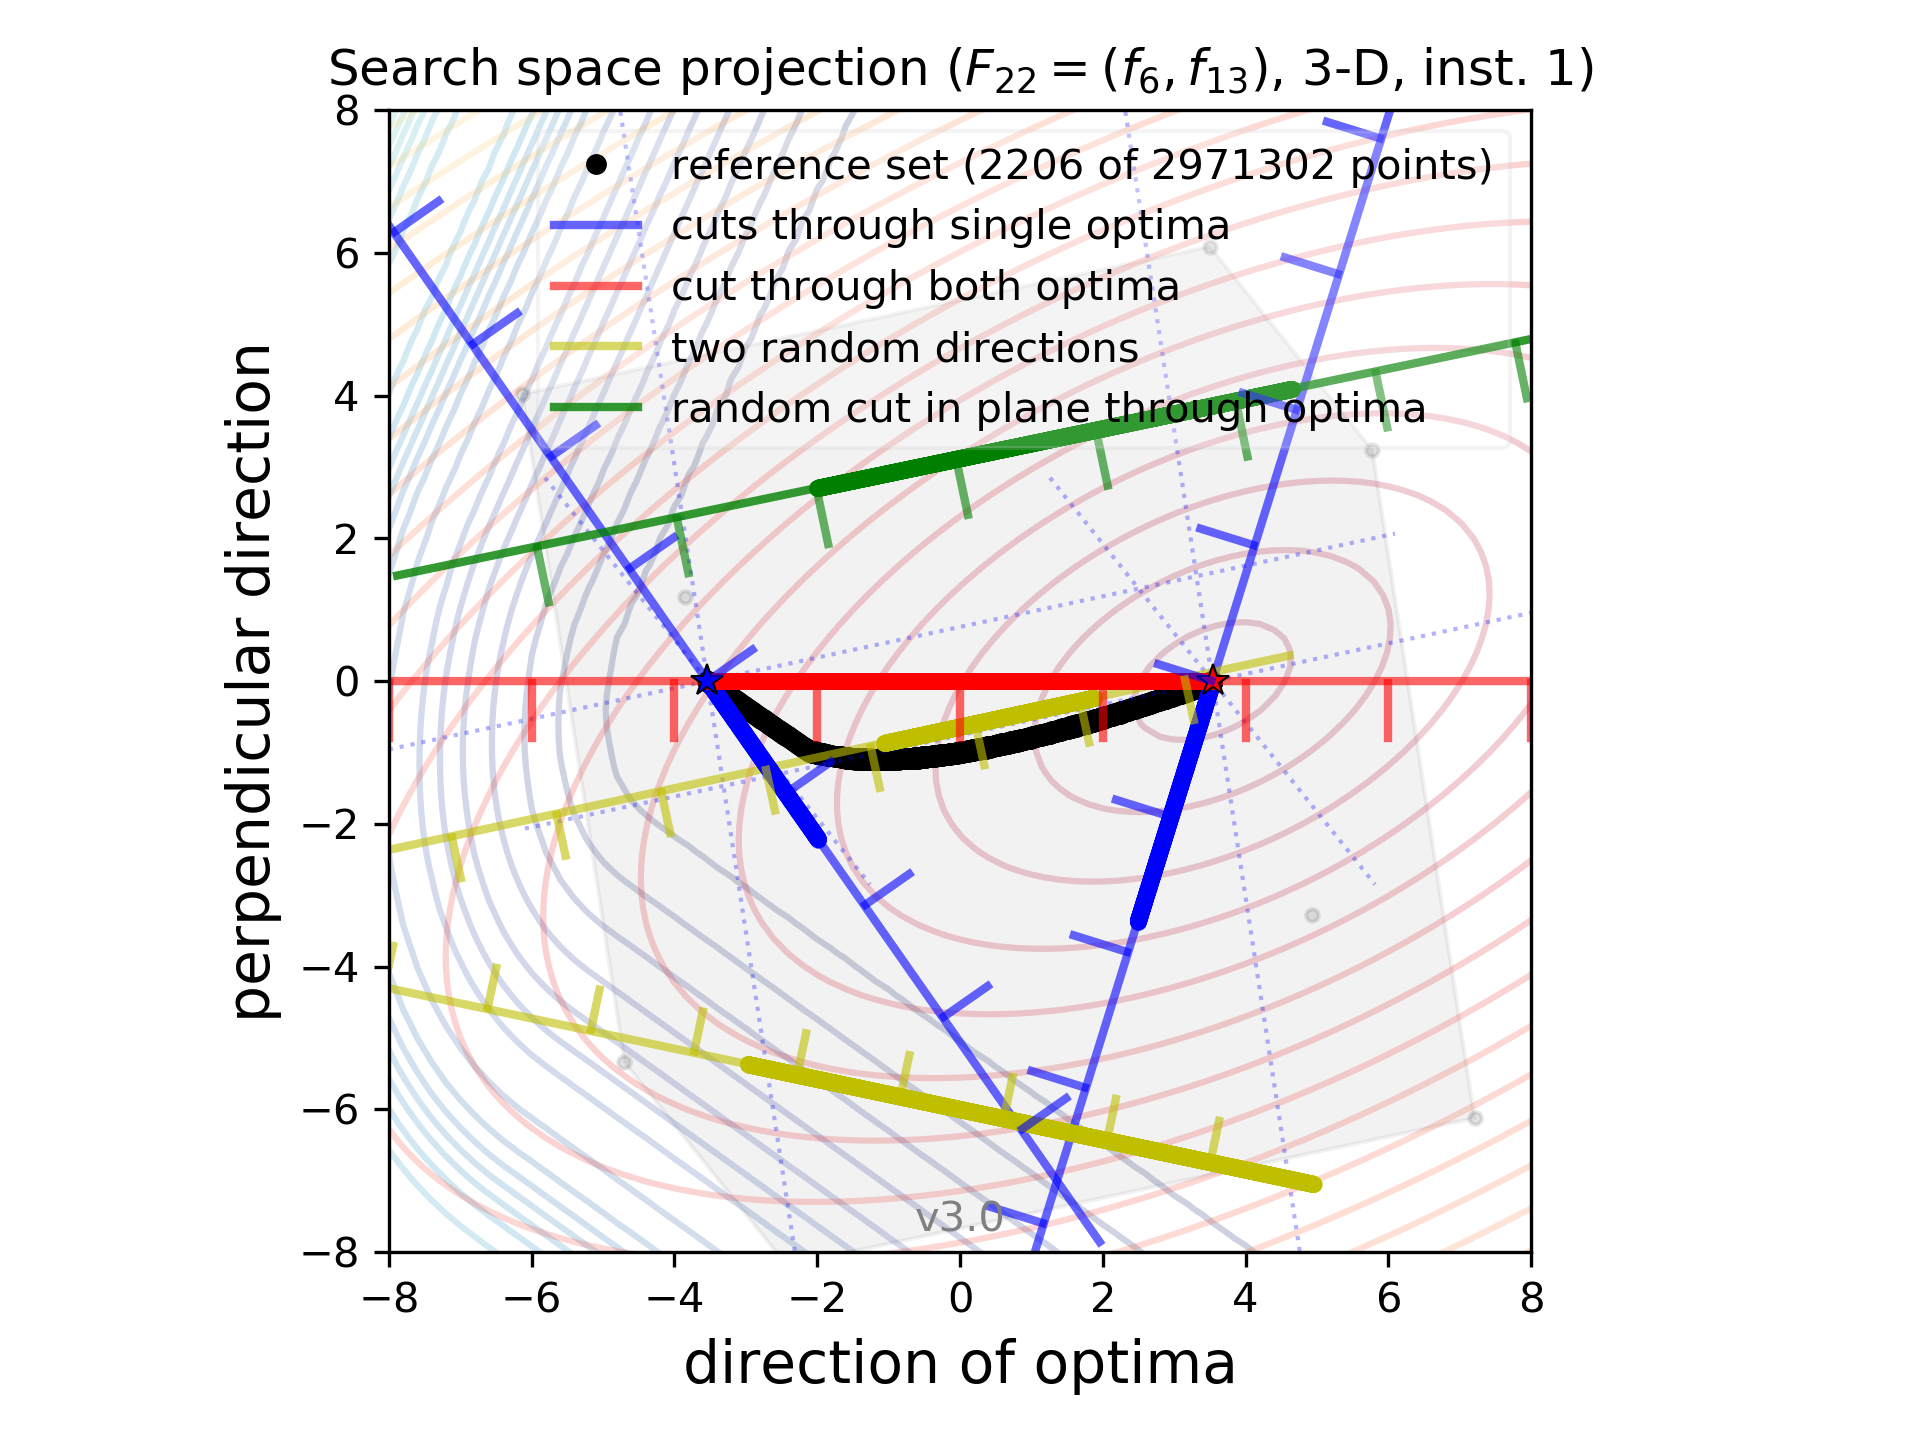 Search space projection (F22 = (f6, f13), 3-D, inst. 1)
8
6
4
2
0
−2
−4
−6
−8
perpendicular direction
reference set (2206 of 2971302 points)
cuts through single optima
cut through both optima
two random directions
random cut in plane through optima
v3.0
−8 −6 −4 −2 0 2 4 6 8
direction of optima